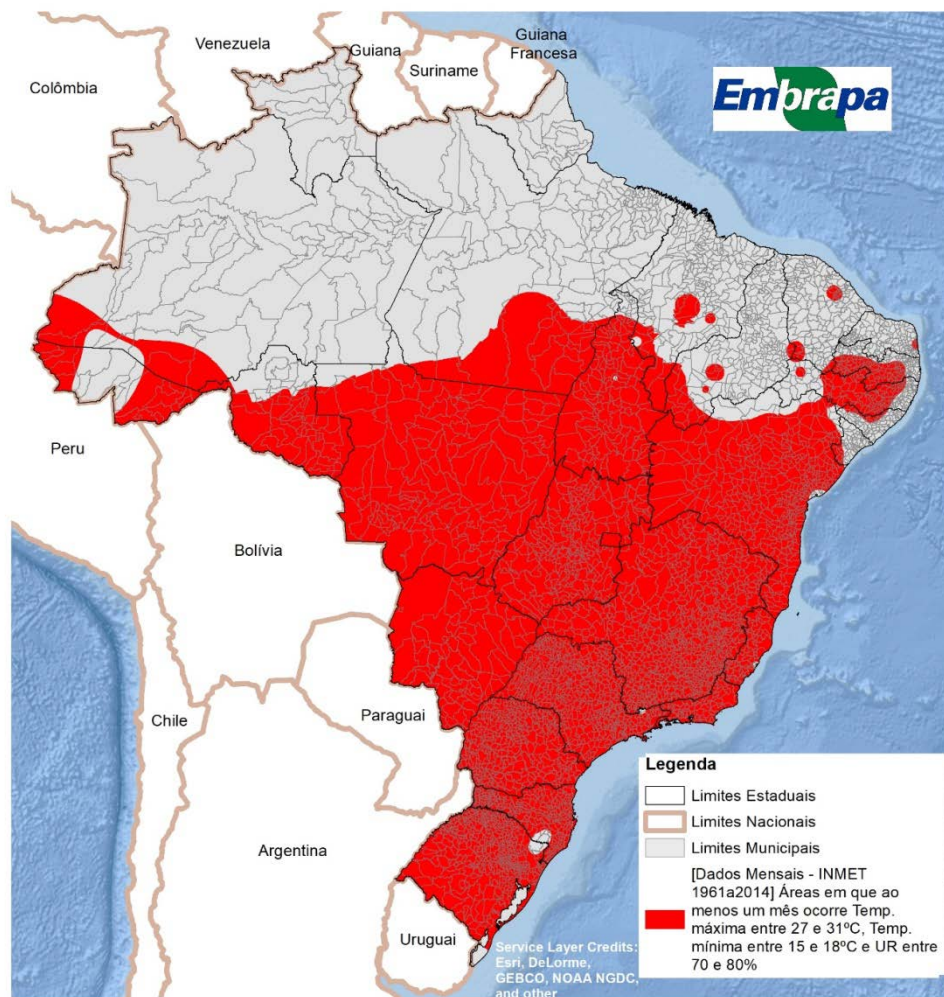 Venezuela
Guiana
Guiana
Francesa
Suriname
Colômbia
Embrapa
Peru
Bolívia
Paraguai
Chile
Argentina
Uruguai
Service Layer Credits:
Esri, DeLorme,
GEBCO, NOAA NGDC,
and other
Legenda
Limites Estaduais
Limites Nacionais
Limites Municipais
[Dados Mensais - INMET
1961a2014] Áreas em que ao
menos um mês ocorre Temp.
máxima entre 27 e 31ºC, Temp.
mínima entre 15 e 18ºC e UR entre
70 e 80%